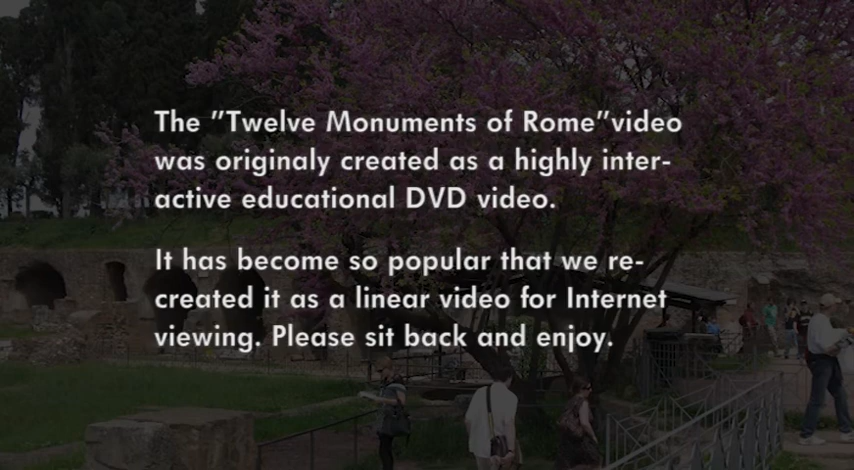 The ”Twelve Monuments of Rome”video
was originaly created as a highly inter-
active educational DVD video.
It has become so popular that we re-
created it as a linear video for Internet
viewing. Please sit back and enjoy.